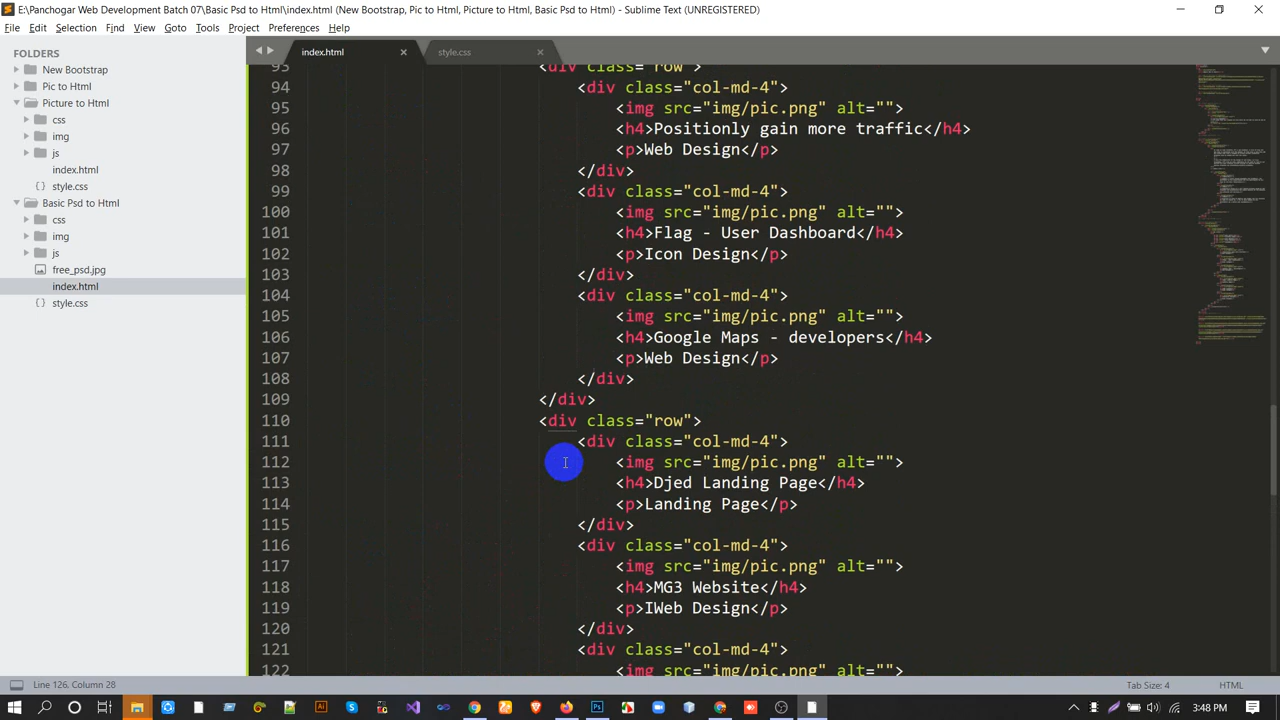 E:\Panchogar Web Development Batch 07\Basic Psd to Html\index.html (New Bootstrap, Pic to Html, Picture to Html, Basic Psd to Html) - Sublime Text (UNREGISTERED)
File Edit Selection Find View Goto Tools Project Preferences Help
FOLDERS
New Bootstrap
Pic to Html
Picture to Html
css
img
js
index.html
style.css
Basic Psd to Html
css
img
js
free_psd.jpg
index.html
style.css
index.html
style.css
93 <div class="row">
94 <div class="col-md-4">
95 <img src="img/pic.png" alt="">
96 <h4>Positionly gain more traffic</h4>
97 <p>Web Design</p>
98 </div>
99 <div class="col-md-4">
100 <img src="img/pic.png" alt="">
101 <h4>Flag - User Dashboard</h4>
102 <p>Icon Design</p>
103 </div>
104 <div class="col-md-4">
105 <img src="img/pic.png" alt="">
106 <h4>Google Maps - developers</h4>
107 <p>Web Design</p>
108 </div>
109 </div>
110 <div class="row">
111 <div class="col-md-4">
112 <img src="img/pic.png" alt="">
113 <h4>Djed Landing Page</h4>
114 <p>Landing Page</p>
115 </div>
116 <div class="col-md-4">
117 <img src="img/pic.png" alt="">
118 <h4>MG3 Website</h4>
119 <p>IWeb Design</p>
120 </div>
121 <div class="col-md-4">
122 <img src="img/pic.png" alt="">
Line 126, Column 28
Tab Size: 4
HTML
3:48 PM